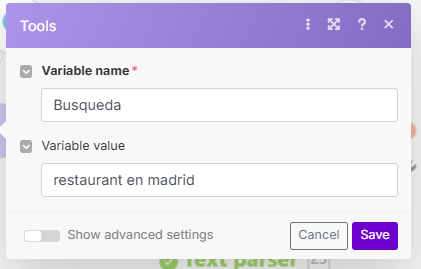 Tools
Variable name *
Busqueda
Variable value
restaurant en madrid
Show advanced settings
Cancel
Save
Text parser